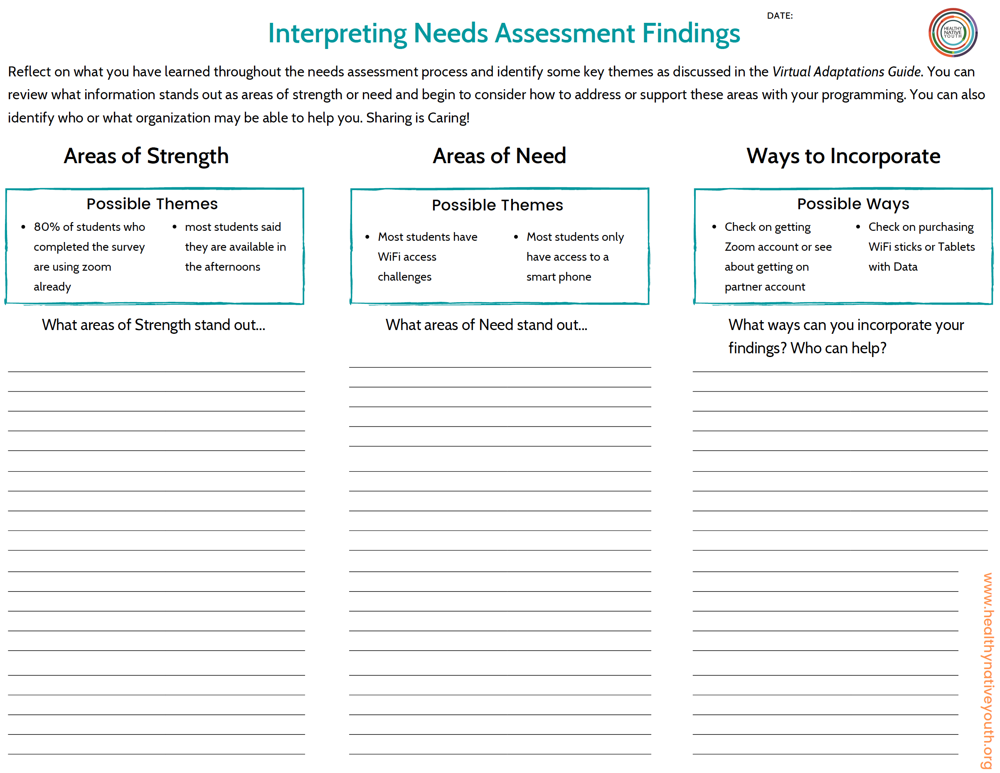 DATE:
HEALTHY
NATIVE
YOUTH
Interpreting Needs Assessment Findings
Reflect on what you have learned throughout the needs assessment process and identify some key themes as discussed in the Virtual Adaptations Guide. You can
review what information stands out as areas of strength or need and begin to consider how to address or support these areas with your programming. You can also
identify who or what organization may be able to help you. Sharing is Caring!
Areas of Strength
Possible Themes
• 80% of students who
completed the survey
are using zoom
already
• most students said
they are available in
the afternoons
What areas of Strength stand out...
Areas of Need
Possible Themes
• Most students have
WiFi access
challenges
• Most students only
have access to a
smart phone
What areas of Need stand out...
Ways to Incorporate
Possible Ways
• Check on getting
Zoom account or see
about getting on
partner account
• Check on purchasing
WiFi sticks or Tablets
with Data
What ways can you incorporate your
findings? Who can help?
www.healthynativeyouth.org